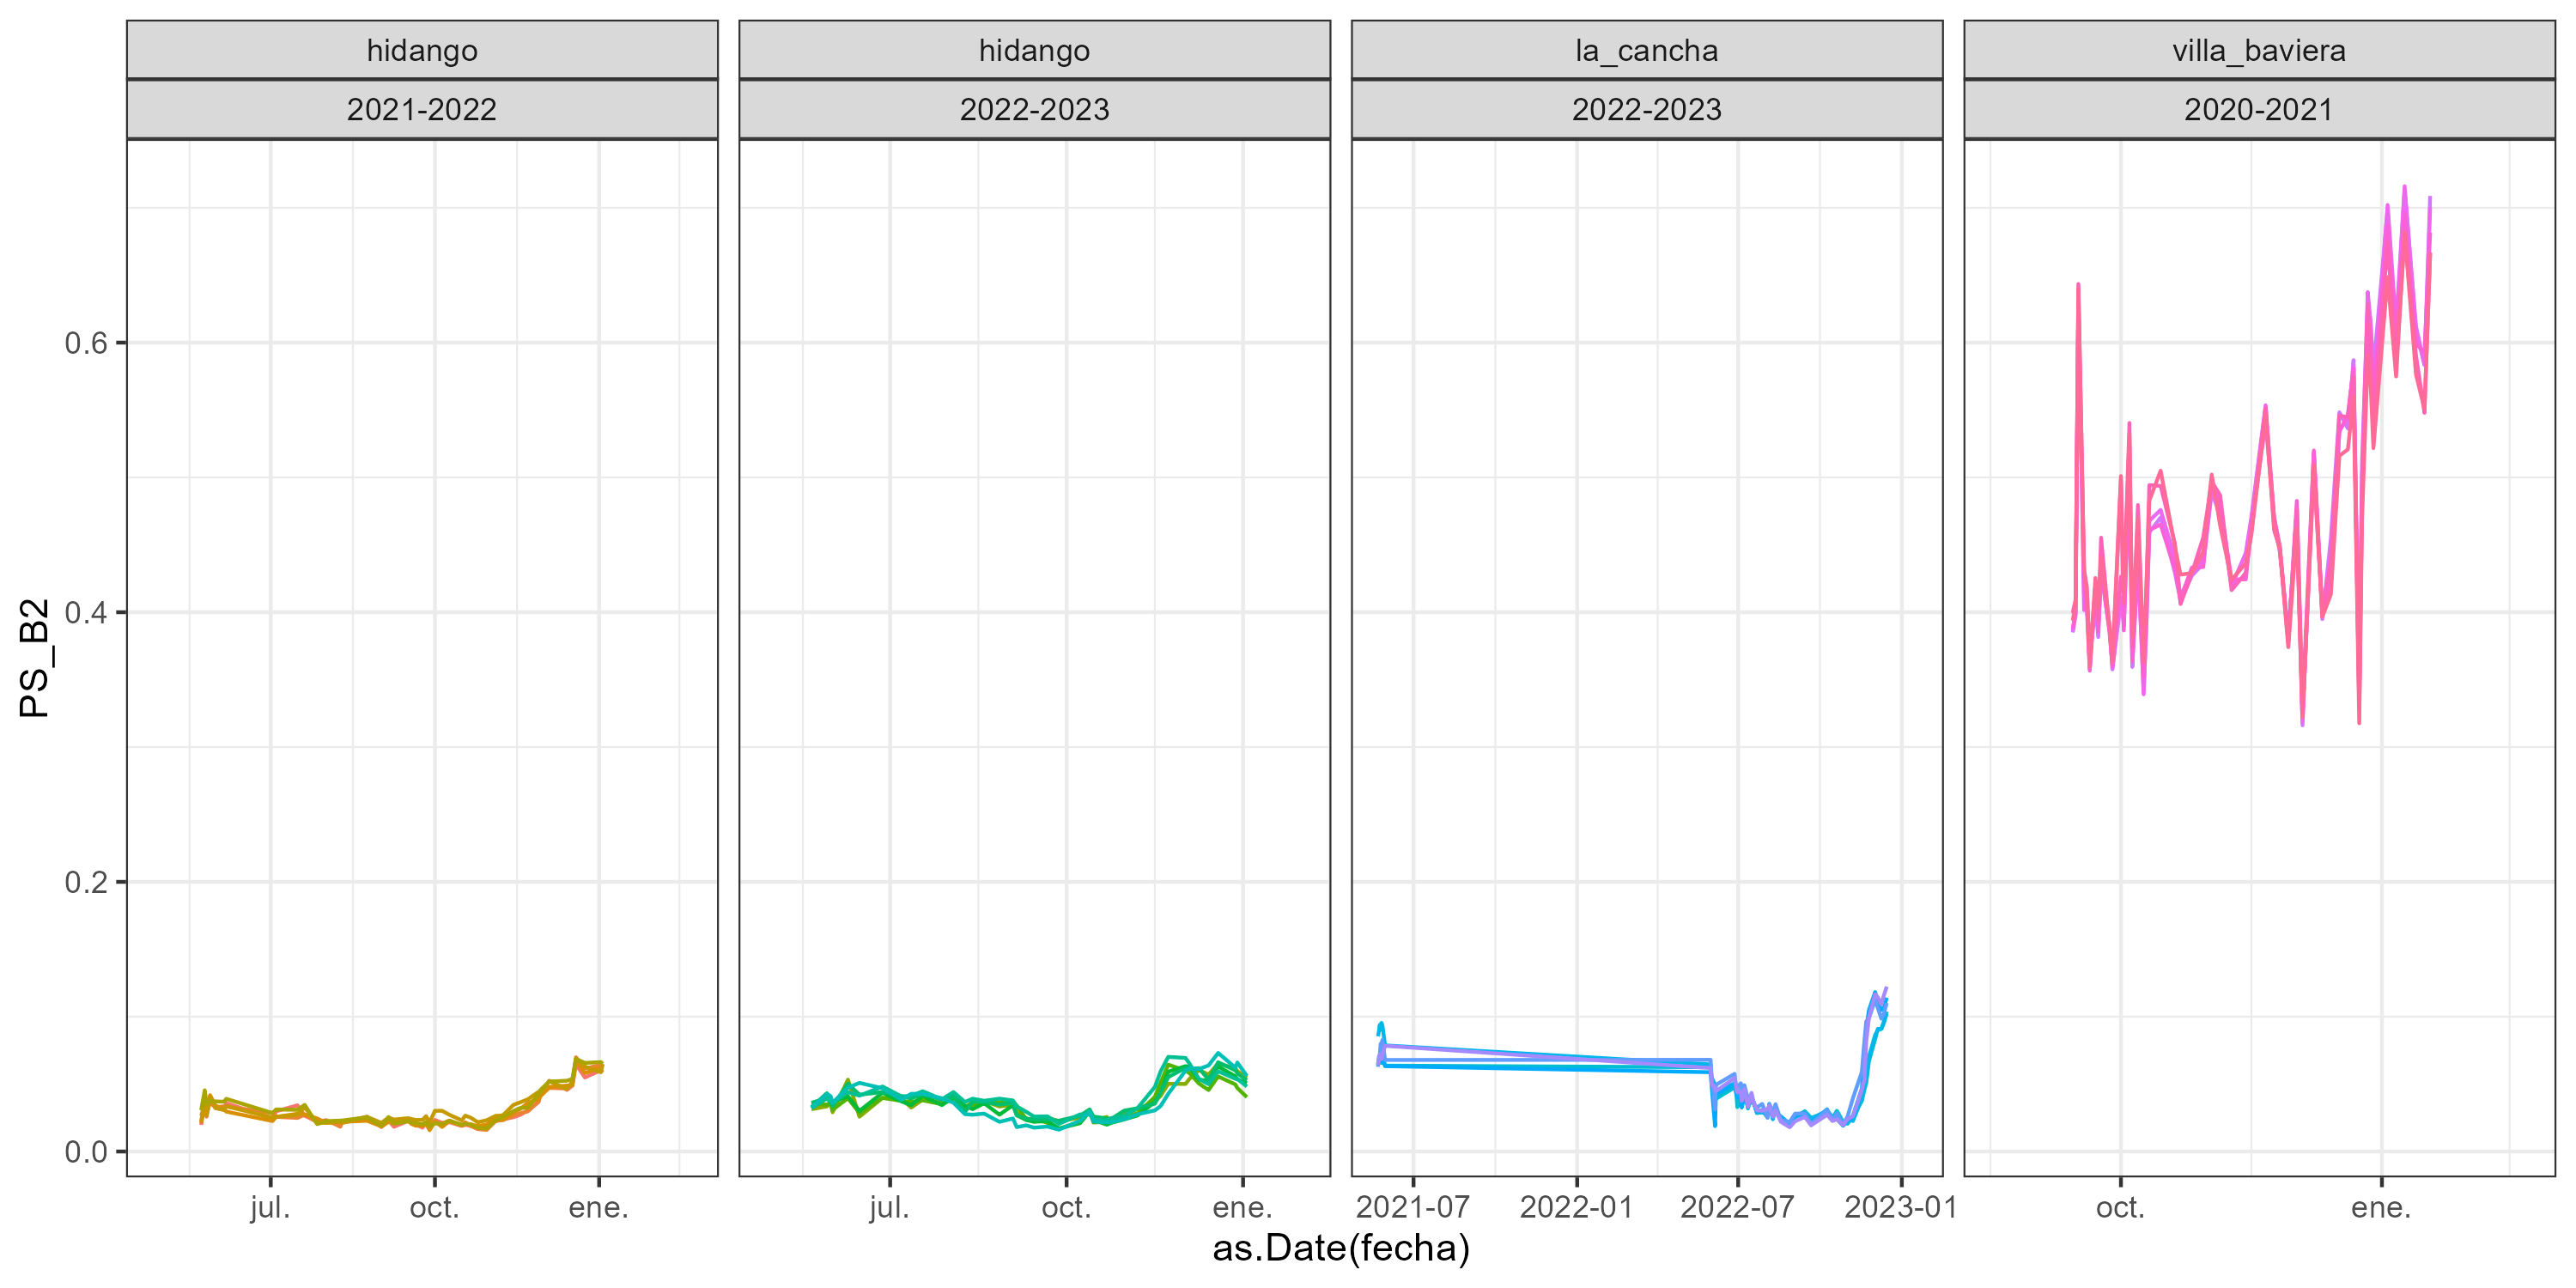 hidango
hidango
la_cancha
villa_baviera
2021-2022
2022-2023
2022-2023
2020-2021
PS_B2
0.6
0.4
0.2
0.0
jul.
oct.
ene.
jul.
oct.
ene.
2021-07
2022-01
2022-07
2023-01
oct.
ene.
as.Date(fecha)